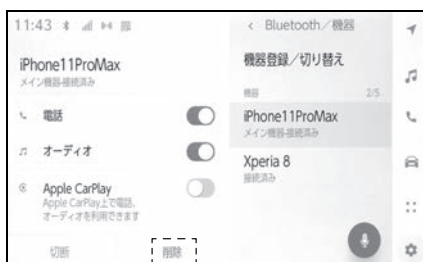 11:43
iPhone11ProMax
メイン機器-接続済み
電話
オーディオ
Apple CarPlay
Apple CarPlay上で電話、
オーディオを利用できます
切断
削除
< Bluetooth/機器
機器登録/切り替え
機器 2/5
iPhone11ProMax
メイン機器-接続済み
Xperia 8
接続済み